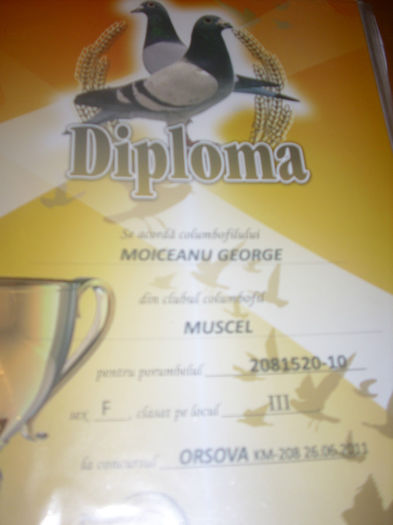 Diploma
Se acordă columbofilului
MOICEANU GEORGE
din clubul columbofil
MUSCEL
pentru porumbelul 2081520-10
sex F, clasat pe locul III
la concursul ORSOVA KM-208 26.06.2011